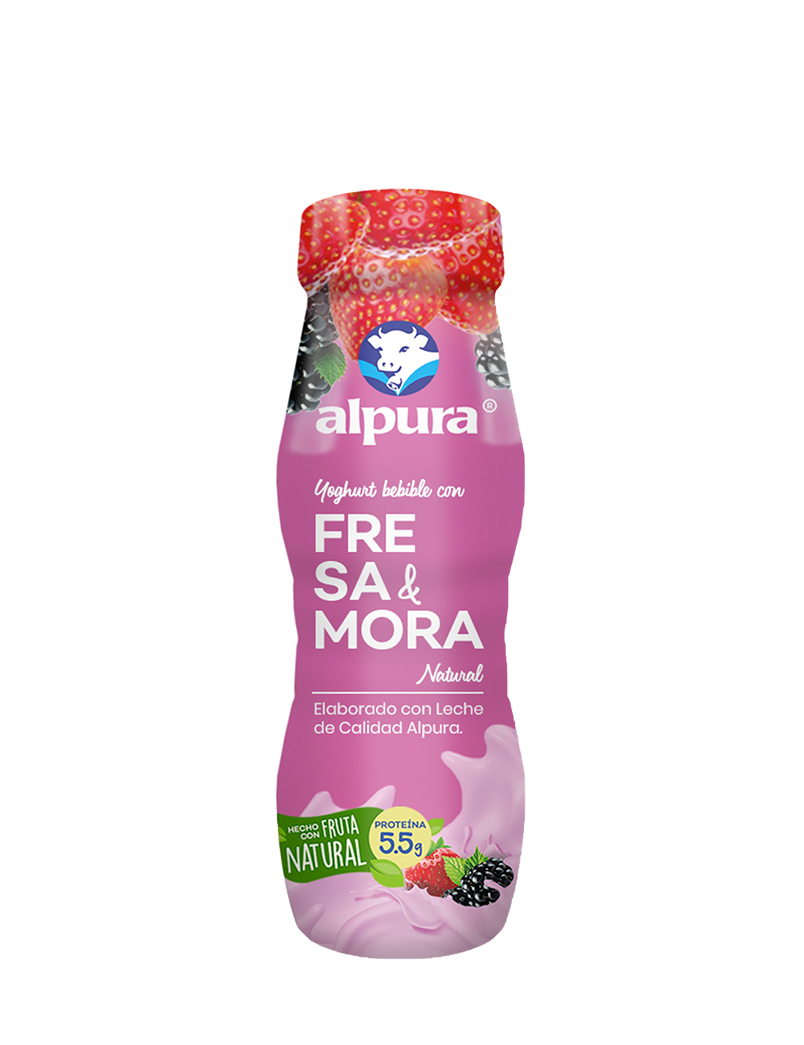 alpura®
Yoghurt bebible con
FRE
SA &
MORA
Natural
Elaborado con Leche
de Calidad Alpura.
HECHO
CON FRUTA
NATURAL
PROTEÍNA
5.5g